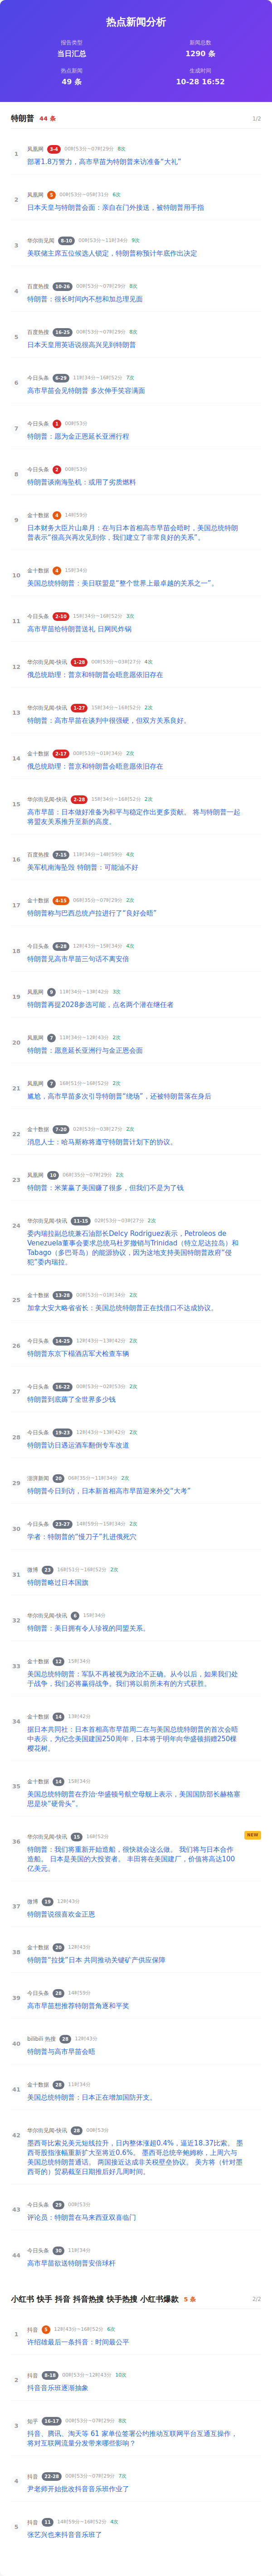 热点新闻分析
报告类型
当日汇总
新闻总数
1290 条
热点新闻
49 条
生成时间
10-28 16:52
特朗普 44 条 1/2
1
凤凰网 3-4 00时53分~07时29分 8次
部署1.8万警力，高市早苗为特朗普来访准备“大礼”
2
凤凰网 5 00时53分~05时31分 6次
日本天皇与特朗普会面：亲自在门外接送，被特朗普用手指
3
华尔街见闻 8-10 00时53分~11时34分 9次
美联储主席五位候选人锁定，特朗普称预计年底作出决定
4
百度热搜 10-26 00时53分~07时29分 8次
特朗普：很长时间内不想和加总理见面
5
百度热搜 16-25 00时53分~07时29分 8次
日本天皇用英语说很高兴见到特朗普
6
今日头条 6-29 11时34分~16时52分 7次
高市早苗会见特朗普 多次伸手笑容满面
7
今日头条 1 00时53分
特朗普：愿为金正恩延长亚洲行程
8
今日头条 2 00时53分
特朗普谈南海坠机：或用了劣质燃料
9
金十数据 4 14时59分
日本财务大臣片山皋月：在与日本首相高市早苗会晤时，美国总统特朗
普表示“很高兴再次见到你，我们建立了非常良好的关系”。
10
金十数据 5 15时34分
美国总统特朗普：美日联盟是“整个世界上最卓越的关系之一”。
11
今日头条 2-10 15时34分~16时52分 3次
高市早苗给特朗普送礼 日网民炸锅
12
华尔街见闻-快讯 1-28 00时53分~03时27分 4次
俄总统助理：普京和特朗普会晤意愿依旧存在
13
华尔街见闻-快讯 1-27 15时34分~16时52分 2次
特朗普：高市早苗在谈判中很强硬，但双方关系良好。
14
金十数据 2-17 00时53分~01时34分 2次
俄总统助理：普京和特朗普会晤意愿依旧存在
15
华尔街见闻-快讯 2-28 15时34分~16时52分 2次
高市早苗：日本做好准备为和平与稳定作出更多贡献。 将与特朗普一起
将盟友关系推升至新的高度。
16
百度热搜 7-15 11时34分~14时59分 4次
美军机南海坠毁 特朗普：可能油不好
17
金十数据 4-15 06时35分~07时29分 2次
特朗普称与巴西总统卢拉进行了“良好会晤”
18
今日头条 6-28 12时43分~15时34分 4次
特朗普见高市早苗三句话不离安倍
19
凤凰网 9 11时34分~13时42分 3次
特朗普再提2028参选可能，点名两个潜在继任者
20
凤凰网 7 11时34分~12时43分 2次
特朗普：愿意延长亚洲行与金正恩会面
21
凤凰网 7 16时51分~16时52分 2次
尴尬，高市早苗多次引导特朗普“绕场”，还被特朗普落在身后
22
金十数据 7-20 02时53分~03时27分 2次
消息人士：哈马斯称将遵守特朗普计划下的协议。
23
凤凰网 10 06时35分~07时29分 2次
特朗普：米莱赢了美国赚了很多，但我们不是为了钱
24
华尔街见闻-快讯 11-15 02时53分~03时27分 2次
委内瑞拉副总统兼石油部长Delcy Rodriguez表示，Petroleos de
Venezuela董事会要求总统马杜罗撤销与Trinidad（特立尼达岛）和
Tabago（多巴哥岛）的能源协议，因为这地支持美国特朗普政府“侵
犯”委内瑞拉。
25
金十数据 13-28 00时53分~01时34分 2次
加拿大安大略省省长：美国总统特朗普正在找借口不达成协议。
26
今日头条 14-25 12时43分~13时42分 2次
特朗普东京下榻酒店军犬检查车辆
27
今日头条 16-22 00时53分~02时53分 2次
特朗普到底薅了全世界多少钱
28
今日头条 19-23 12时43分~13时42分 2次
特朗普访日遇运酒车翻倒专车改道
29
澎湃新闻 20 06时35分~11时34分 2次
特朗普今日到访，日本新首相高市早苗迎来外交“大考”
30
今日头条 23-27 14时59分~15时34分 2次
学者：特朗普的“慢刀子”扎进俄死穴
31
微博 23 16时51分~16时52分 2次
特朗普略过日本国旗
32
华尔街见闻-快讯 6 15时34分
特朗普：美日拥有令人珍视的同盟关系。
33
金十数据 12 15时34分
美国总统特朗普：军队不再被视为政治不正确。从今以后，如果我们处
于战争，我们必将赢得战争。我们将以前所未有的方式获胜。
34
金十数据 14 13时42分
据日本共同社：日本首相高市早苗周二在与美国总统特朗普的首次会晤
中表示，为纪念美国建国250周年，日本将于明年向华盛顿捐赠250棵
樱花树。
35
金十数据 14 15时34分
美国总统特朗普在乔治·华盛顿号航空母舰上表示，美国国防部长赫格塞
思是块“硬骨头”。
36
华尔街见闻-快讯 15 16时52分
NEW
特朗普：我们将重新开始造船，很快就会这么做。 我们将与日本合作
造船。 日本是美国的大投资者。 丰田将在美国建厂，价值将高达100
亿美元。
37
微博 19 12时43分
特朗普说很喜欢金正恩
38
金十数据 20 12时43分
特朗普“拉拢”日本 共同推动关键矿产供应保障
39
今日头条 28 14时59分
高市早苗想推荐特朗普角逐和平奖
40
bilibili 热搜 28 12时43分
特朗普与高市早苗会晤
41
金十数据 28 11时34分
美国总统特朗普：日本正在增加国防开支。
42
华尔街见闻-快讯 28 00时53分
墨西哥比索兑美元短线拉升，日内整体涨超0.4%，逼近18.37比索。 墨
西哥股指涨幅重新扩大至将近0.6%。 墨西哥总统辛鲍姆称，上周六与
美国总统特朗普通话。 两国接近达成非关税壁垒协议。 美方将（针对墨
西哥的）贸易截至日期推后好几周时间。
43
今日头条 29 00时53分
评论员：特朗普在马来西亚双喜临门
44
今日头条 30 11时34分
高市早苗欲送特朗普安倍球杆
小红书 快手 抖音 抖音热搜 快手热搜 小红书爆款 5 条 2/2
1
抖音 5 12时43分~16时52分 6次
许绍雄最后一条抖音：时间最公平
2
抖音 8-18 00时53分~12时43分 10次
抖音音乐班逐渐抽象
3
知乎 16-17 00时53分~07时29分 8次
抖音、腾讯、淘天等 61 家单位签署公约推动互联网平台互通互操作，
将对互联网流量分发带来哪些影响？
4
抖音 22-28 00时53分~07时29分 7次
尹老师开始批改抖音音乐班作业了
5
抖音 11 14时59分~16时52分 4次
张艺兴也来抖音音乐班了